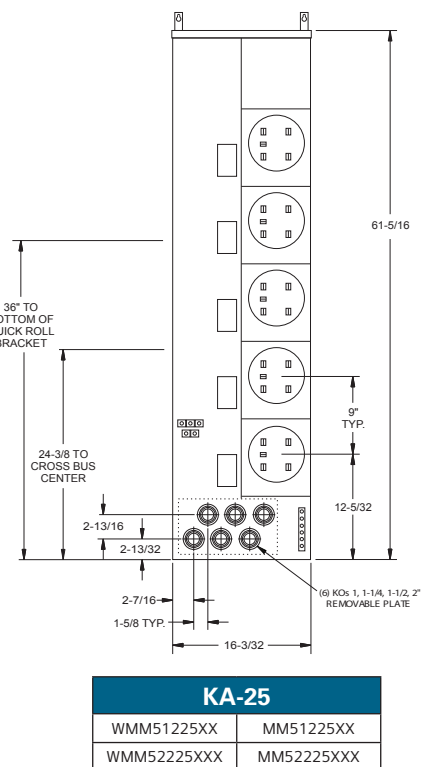 61-5/16
36" TO
OTTOM OF
UICK ROLL
BRACKET
9"
TYP.
24-3/8 TO
CROSS BUS
CENTER
12-5/32
2-13/16
2-13/32
2-7/16
(6) KOs 1, 1-1/4, 1-1/2, 2"
REMOVABLE PLATE
1-5/8 TYP.
16-3/32
KA-25
WMM51225XX MM51225XX
WMM52225XXX MM52225XXX